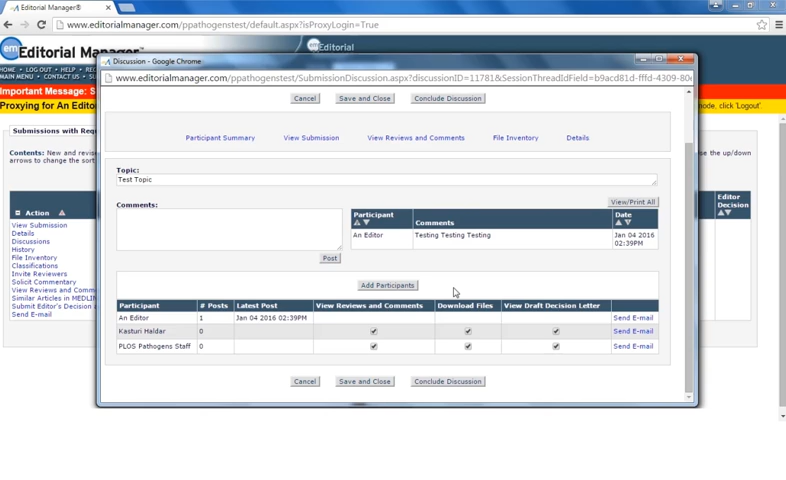 Editorial Manager®
www.editorialmanager.com/ppathogenstest/default.aspx?isProxyLogin=True
em Editorial Manager™
em Editorial
HOME • LOG OUT • HELP •
MAIN MENU • CONTACT US •
Important Message:
Proxying for An
mode, click 'Logout'
Submissions with
Contents: New and
arrows to change the sort
se the up/down
Action
View Submission
Details
Discussions
History
File Inventory
Classifications
Invite Reviewers
Solicit Commentary
View Reviews and
Similar Articles in
Submit Editor's Decision
Send E-mail
Editor
Decision
Discussion - Google Chrome
www.editorialmanager.com/ppathogenstest/SubmissionDiscussion.aspx?discussionID=11781&SessionThreadIdField=b9acd81d-fffd-4309-80e
Cancel Save and Close Conclude Discussion
Participant Summary View Submission View Reviews and Comments File Inventory Details
Topic:
Test Topic
Comments:
View/Print All
Participant Comments Date
An Editor Testing Testing Testing Jan 04 2016
02:39PM
Post
Add Participants
Participant # Posts Latest Post View Reviews and Comments Download Files View Draft Decision Letter
An Editor 1 Jan 04 2016 02:39PM Send E-mail
Kasturi Haldar 0 Send E-mail
PLOS Pathogens Staff 0 Send E-mail
Cancel Save and Close Conclude Discussion